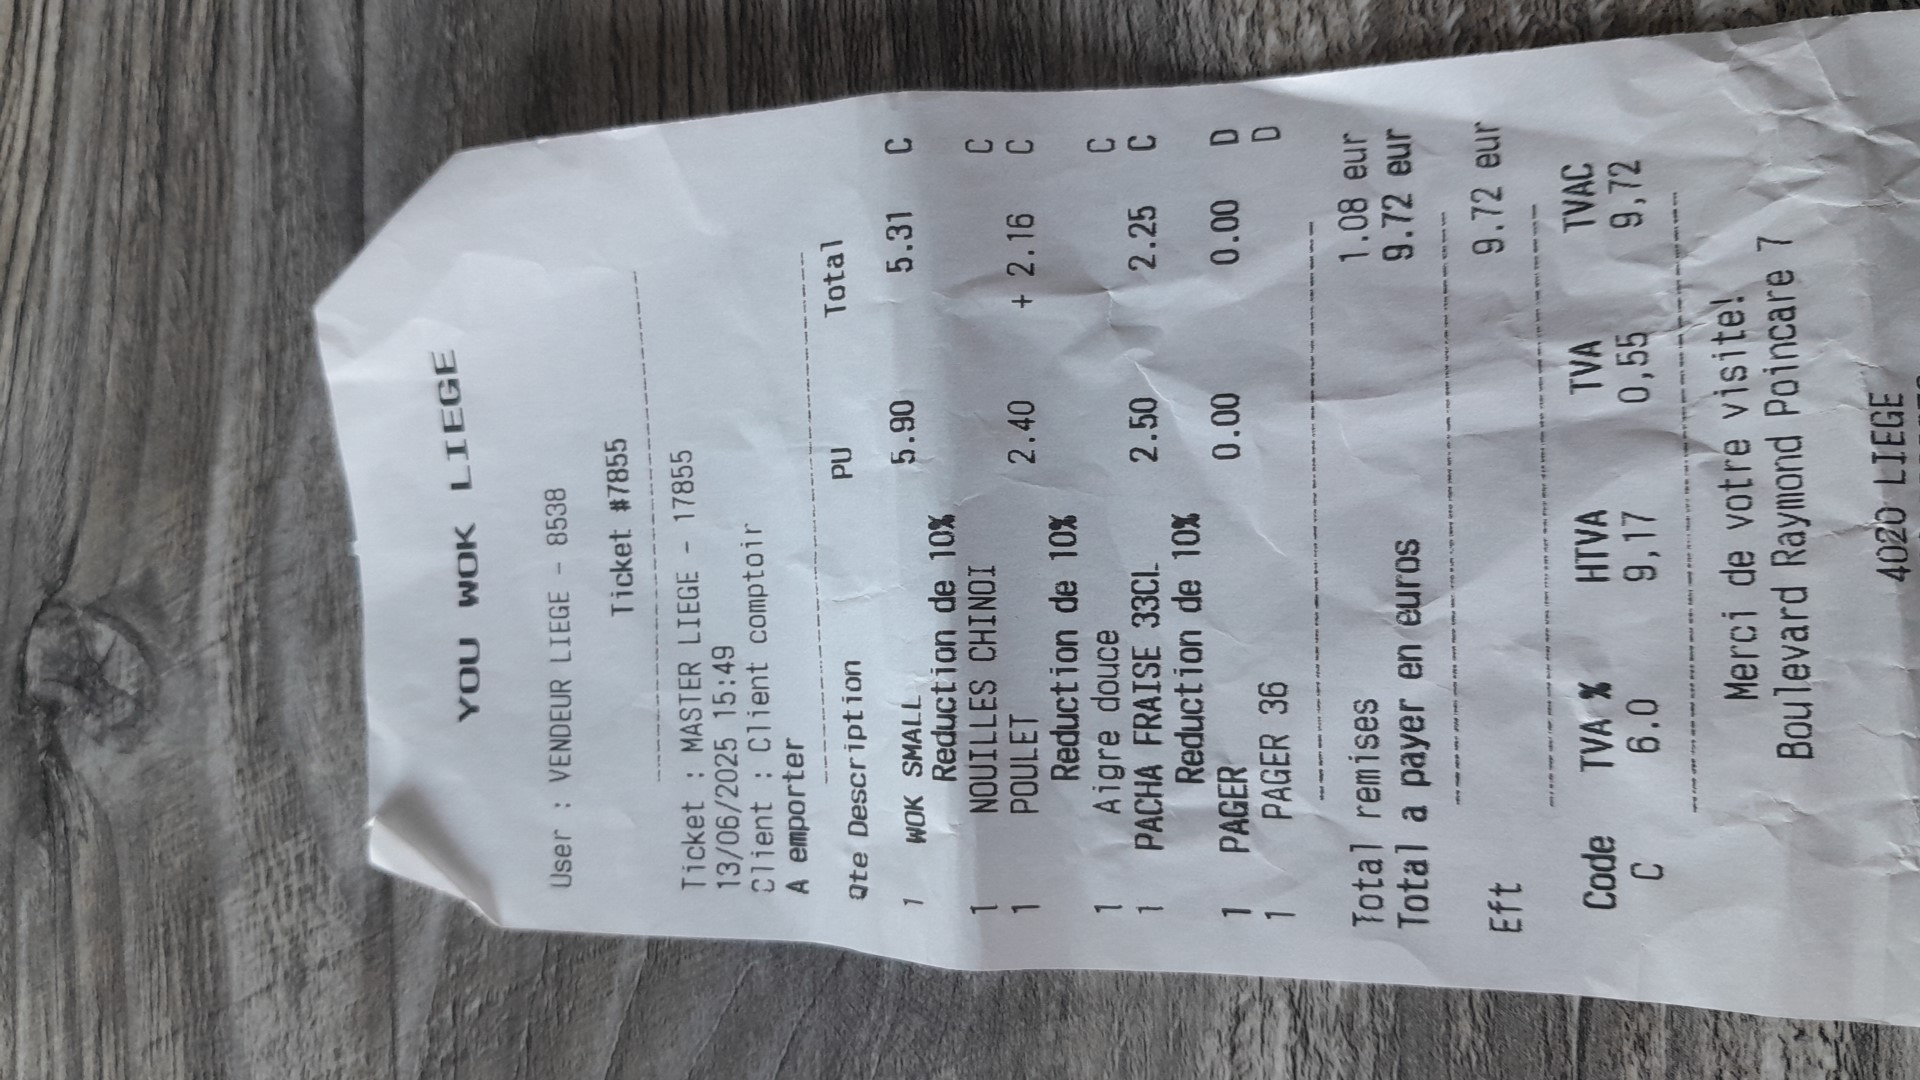 YOU WOK LIEGE
User : VENDEUR LIEGE - 8538
Ticket #7855
Ticket : MASTER LIEGE - 17855
13/06/2025 15:49
Client : Client comptoir
A emporter
Qte Description PU Total
1 WOK SMALL 5.90 5.31 C
Reduction de 10%
1 NOUILLES CHINOI C
1 POULET 2.40 + 2.16 C
Reduction de 10%
1 Aigre douce C
1 PACHA FRAISE 33CL 2.50 2.25 C
Reduction de 10%
1 PAGER 0.00 0.00 D
1 PAGER 36 D
Total remises 1.08 eur
Total a payer en euros 9.72 eur
Eft 9.72 eur
Code TVA % HTVA TVA TVAC
C 6.0 9,17 0,55 9,72
Merci de votre visite!
Boulevard Raymond Poincare 7
4020 LIEGE